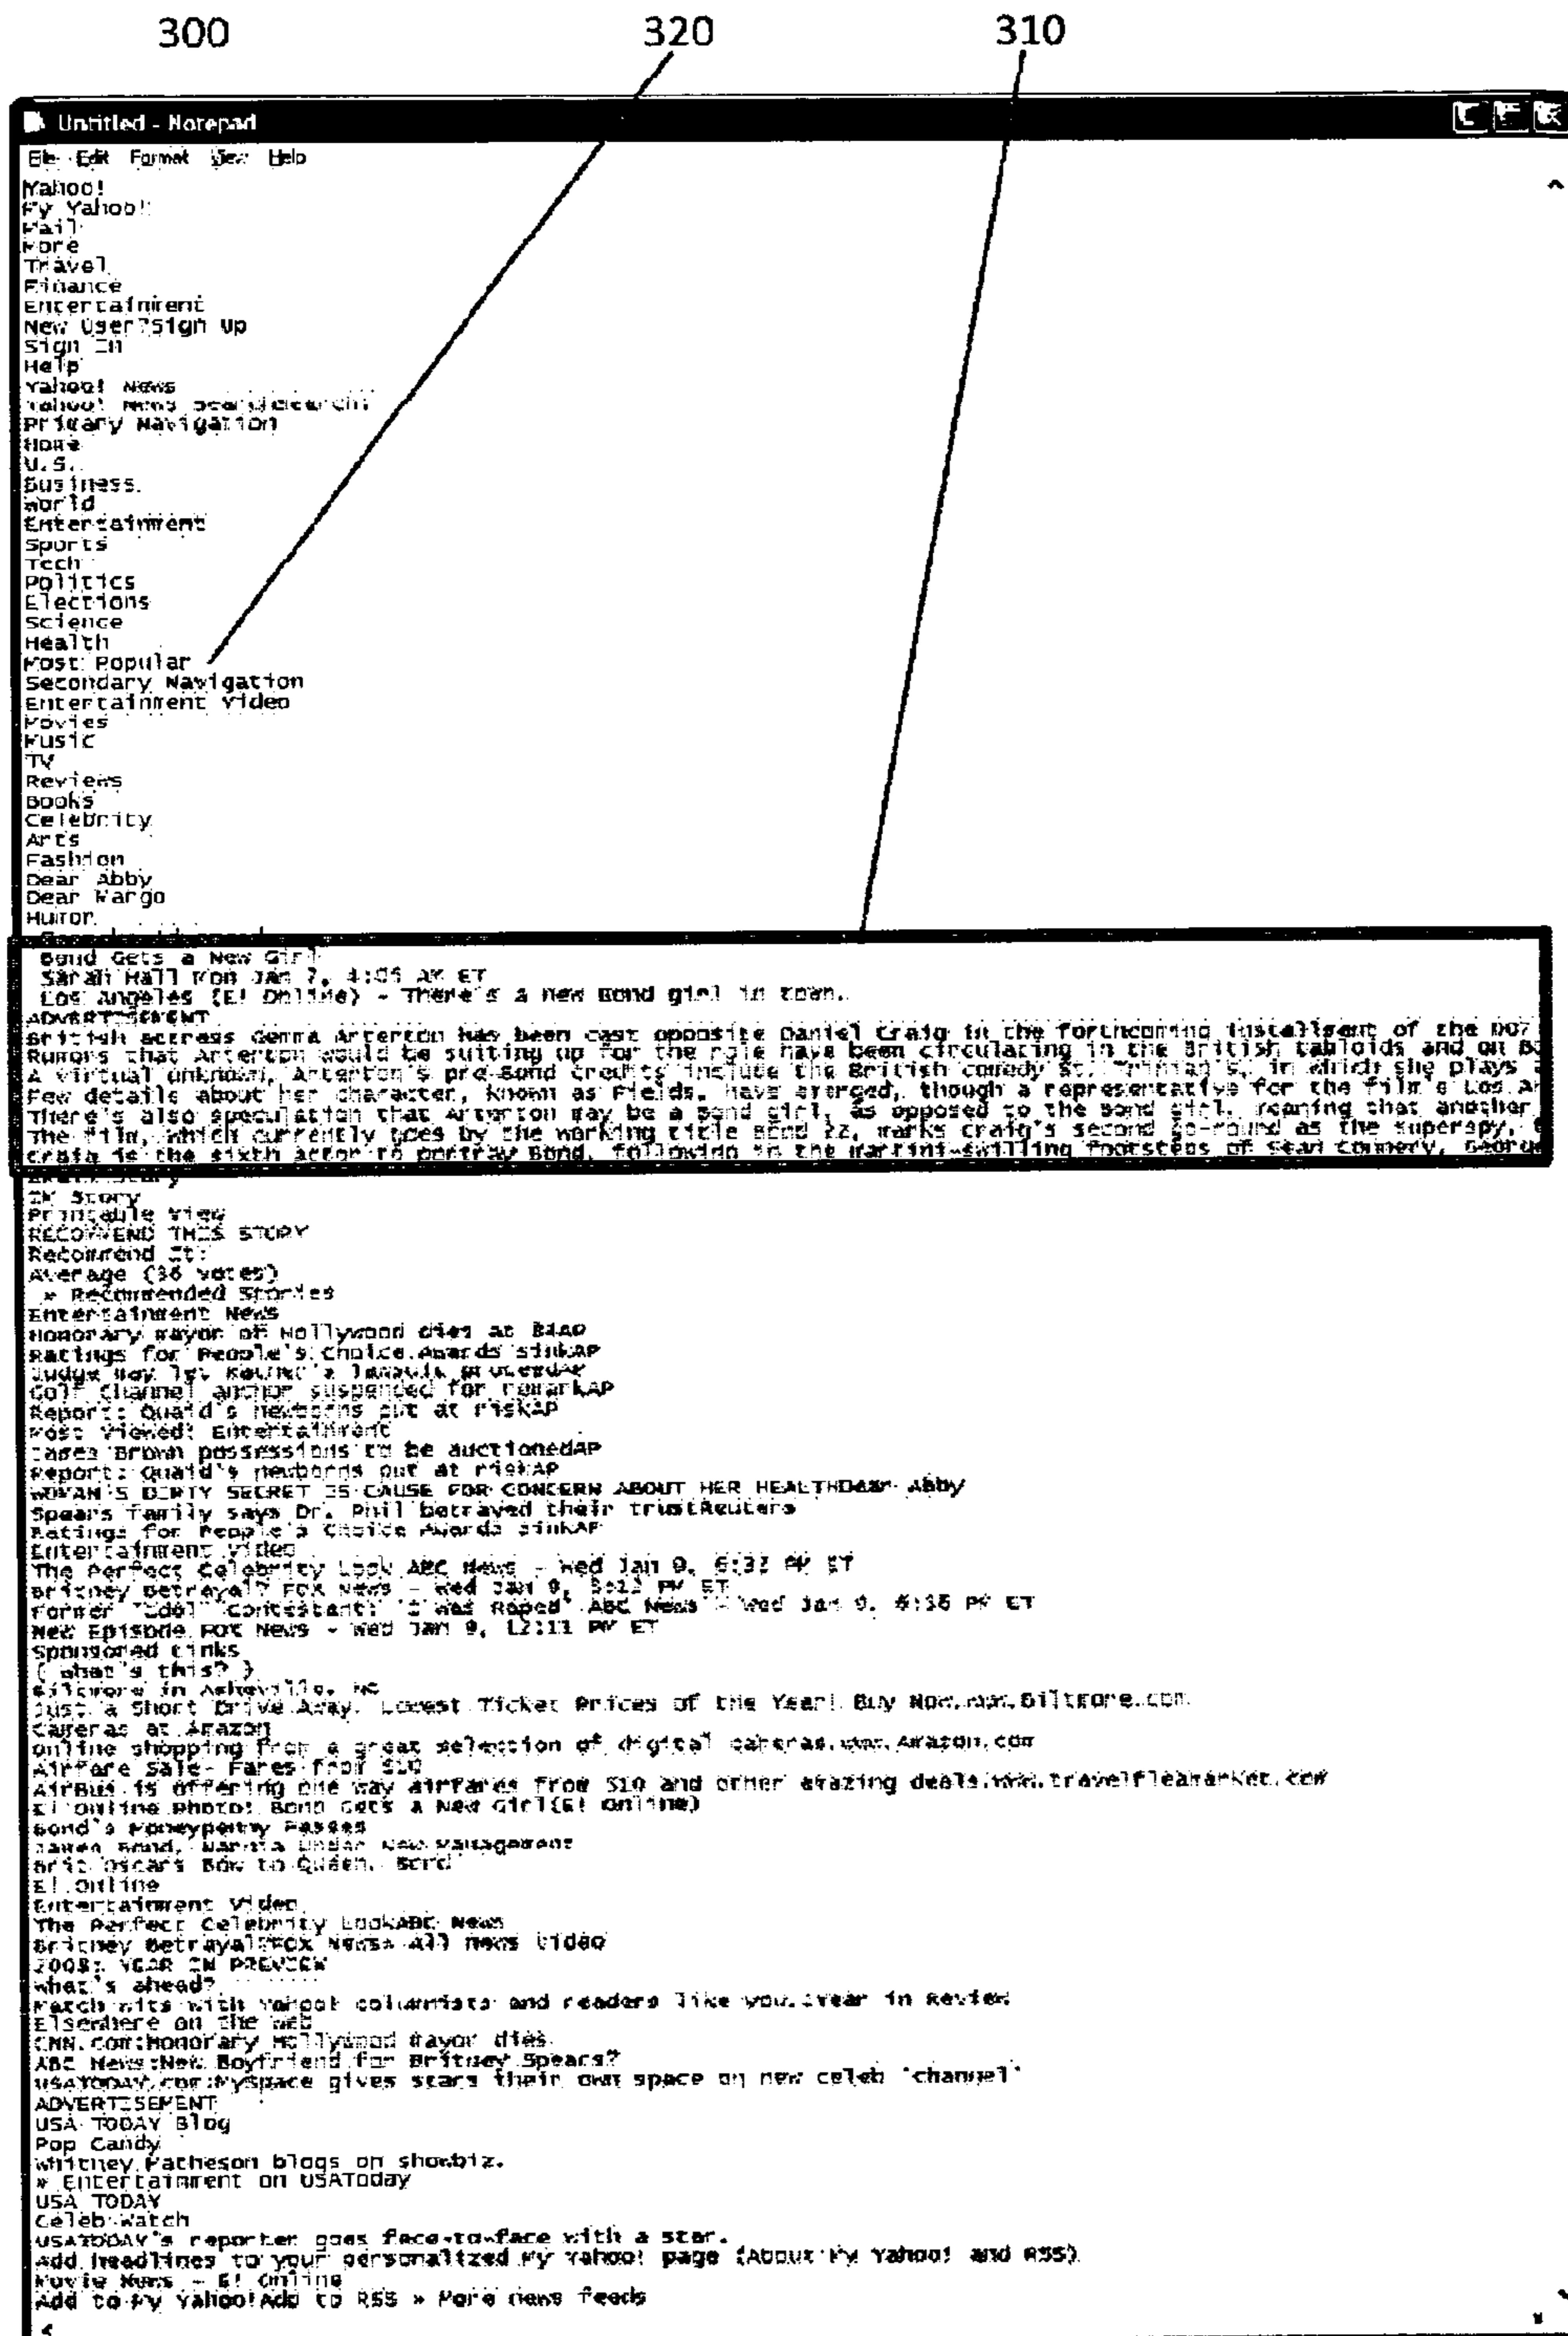 300 320 310
Untitled - Notepad
File Edit Format View Help
Yahoo!
My Yahoo!
Mail
More
Travel
Finance
Entertainment
New User?Sign Up
Sign In
Help
Yahoo! News
Yahoo! News
Primary Navigation
Home
U.S.
Business
World
Entertainment
Sports
Tech
Politics
Elections
Science
Health
Most Popular
Secondary Navigation
Entertainment Video
Movies
Music
TV
Reviews
Books
Celebrity
Arts
Fashion
Dear Abby
Dear Margo
Humor
Bond Gets a New Girl
Sarah Hall Mon Jan 7, 4:05 AM ET
Los Angeles (E! Online) - There's a new Bond girl in town.
ADVERTISEMENT
British actress Gemma Arterton has been cast opposite Daniel Craig in the forthcoming installment of the 007
Rumors that Arterton would be suiting up for the role have been circulating in the British tabloids and on
A virtual unknown, Arterton's pre-Bond credits include the British comedy St. Trinian's, in which she plays
Few details about her character, known as Fields, have emerged, though a representative for the film's Los
There's also speculation that Arterton may be a Bond girl, as opposed to the Bond girl, meaning that another
The film, which currently goes by the working title Bond 22, marks Craig's second go-round as the superspy,
Craig is the sixth actor to portray Bond, following in the martini-swilling footsteps of Sean Connery, George
IM Story
Printable View
RECOMMEND THIS STORY
Recommend It:
Average (36 votes)
» Recommended Stories
Entertainment News
Honorary mayor of Hollywood dies at
Ratings for People's Choice Awards sinkAP
Judge may let
Golf Channel anchor suspended for remarkAP
Report: Quaid's newborns put at riskAP
Most Viewed: Entertainment
James Brown possessions to be auctionedAP
Report: Quaid's newborns put at riskAP
WOMAN'S DIRTY SECRET IS CAUSE FOR CONCERN ABOUT HER HEALTHDear Abby
Spears family says Dr. Phil betrayed their trustReuters
Ratings for People's Choice Awards sinkAP
Entertainment Video
The Perfect Celebrity Look ABC News - Wed Jan 9, 6:32 PM ET
Britney Betrayal? FOX News - Wed Jan 9, PM ET
Former "Idol" Contestant: 'I Was Raped' ABC News - Wed Jan 9, PM ET
New Episode FOX News - Wed Jan 9, 12:11 PM ET
Sponsored Links
( What's this? )
Biltmore in Asheville, NC
Just a Short Drive Away. Lowest Ticket Prices of the Year! Buy Now.www.Biltmore.com
Cameras at Amazon
Online shopping from a great selection of digital cameras.www.Amazon.com
Airfare Sale- Fares from $10
AirBus is offering one way airfares from $10 and other amazing deals.www.travelfleamarket.com
E! Online Photo: Bond Gets a New Girl(E! Online)
Bond's Moneypenny Passes
James Bond, Narnia Under New Management
Brit Oscars Bow to Queen,
E! Online
Entertainment Video
The Perfect Celebrity LookABC News
Britney Betrayal?FOX News» All news video
2008: YEAR IN PREVIEW
What's ahead?
Match wits with Yahoo! columnists and readers like you. Year in Review
Elsewhere on the Web
CNN.com:Honorary Hollywood mayor dies
ABC News:New Boyfriend for Britney Spears?
USATODAY.com:MySpace gives stars their own space on new celeb 'channel'
ADVERTISEMENT
USA TODAY Blog
Pop Candy
Whitney Matheson blogs on showbiz.
» Entertainment on USAToday
USA TODAY
Celeb Watch
USATODAY's reporter goes face-to-face with a star.
Add headlines to your personalized My Yahoo! page (About My Yahoo! and RSS)
Movie News - E! Online
Add to My Yahoo!Add to RSS » More news feeds